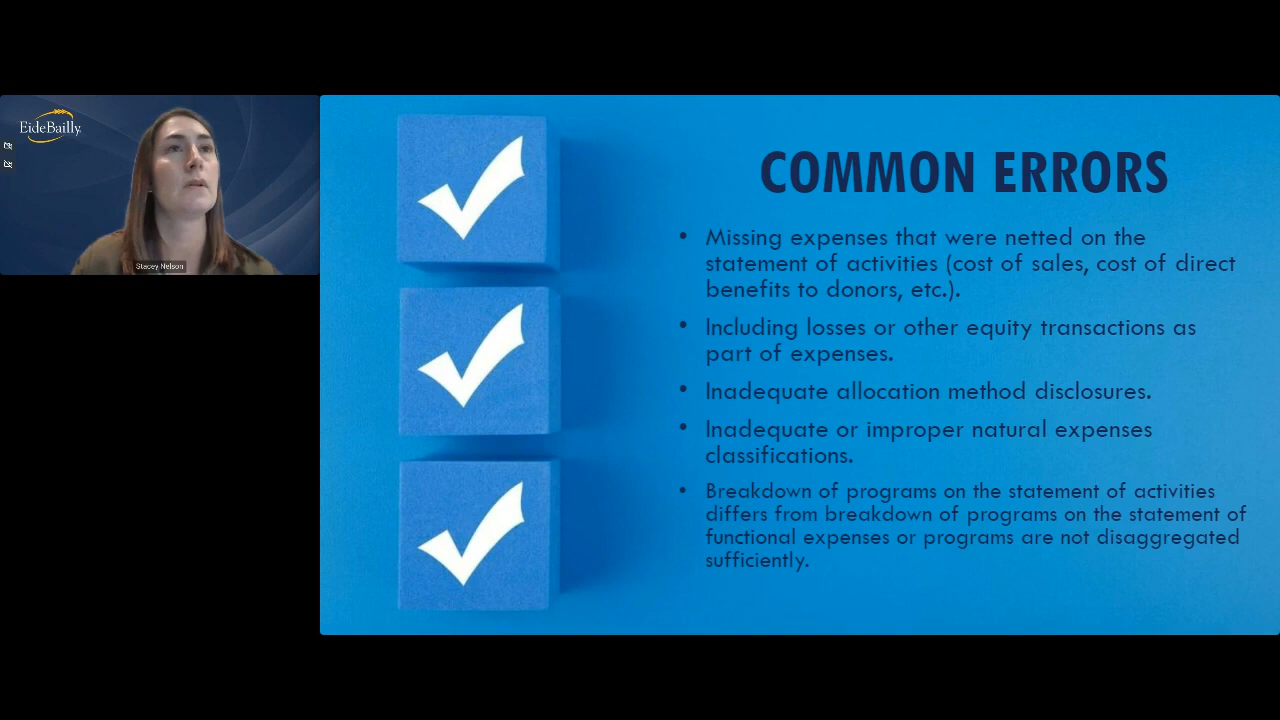 EideBailly
Stacey Nelson
COMMON ERRORS
• Missing expenses that were netted on the
statement of activities (cost of sales, cost of direct
benefits to donors, etc.).
• Including losses or other equity transactions as
part of expenses.
• Inadequate allocation method disclosures.
• Inadequate or improper natural expenses
classifications.
• Breakdown of programs on the statement of activities
differs from breakdown of programs on the statement of
functional expenses or programs are not disaggregated
sufficiently.